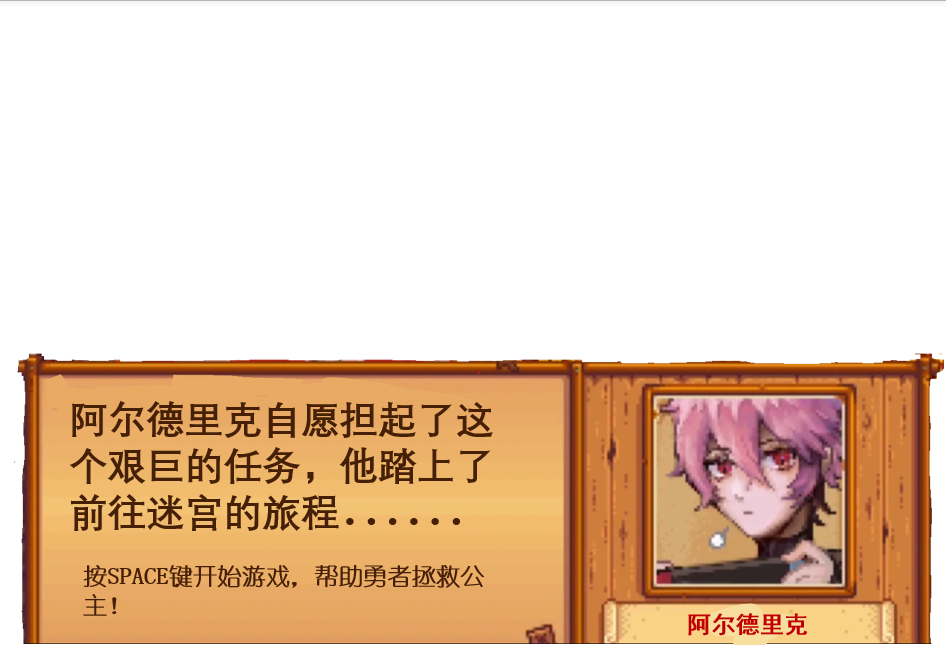 阿尔德里克自愿担起了这
个艰巨的任务，他踏上了
前往迷宫的旅程......
按SPACE键开始游戏，帮助勇者拯救公
主！
阿尔德里克